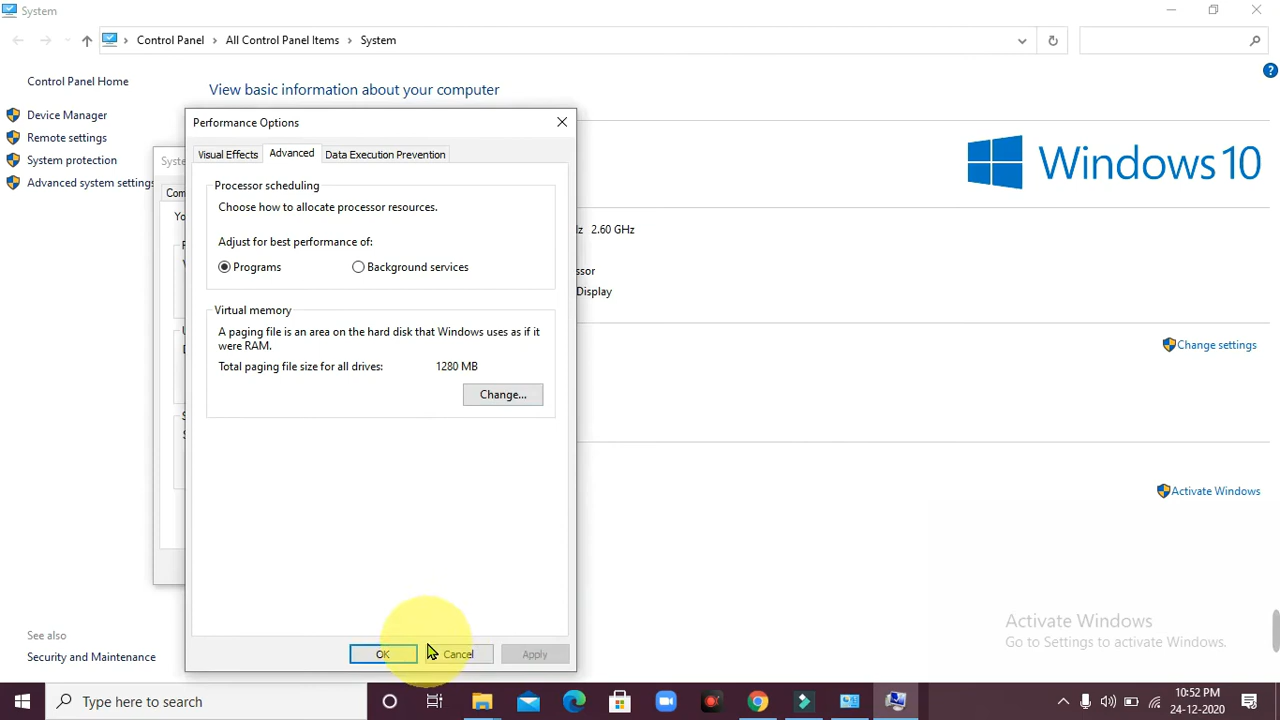 System
Control Panel > All Control Panel Items > System
Control Panel Home
Device Manager
Remote settings
System protection
Advanced system settings
View basic information about your computer
Windows 10
2.60 GHz
Display
Change settings
Activate Windows
Performance Options
Visual Effects
Advanced
Data Execution Prevention
Processor scheduling
Choose how to allocate processor resources.
Adjust for best performance of:
Programs
Background services
Virtual memory
A paging file is an area on the hard disk that Windows uses as if it
were RAM.
Total paging file size for all drives: 1280 MB
Change...
OK
Cancel
Apply
See also
Security and Maintenance
Activate Windows
Go to Settings to activate Windows.
Type here to search
10:52 PM
24-12-2020